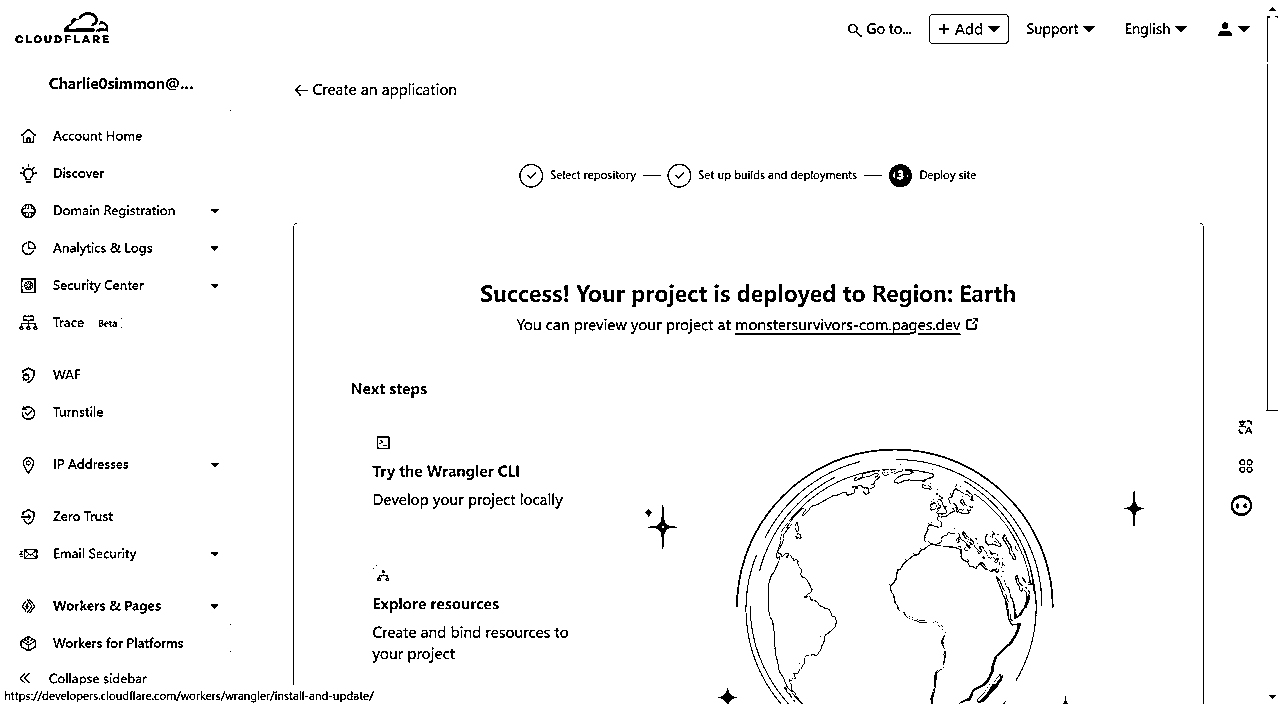 CLOUDFLARE
Go to...
+ Add
Support
English
Charlie0simmon@...
← Create an application
Account Home
Discover
Domain Registration
Analytics & Logs
Security Center
Trace Beta
WAF
Turnstile
IP Addresses
Zero Trust
Email Security
Workers & Pages
Workers for Platforms
Collapse sidebar
https://developers.cloudflare.com/workers/wrangler/install-and-update/
Select repository
Set up builds and deployments
3 Deploy site
Success! Your project is deployed to Region: Earth
You can preview your project at monstersurvivors-com.pages.dev
Next steps
Try the Wrangler CLI
Develop your project locally
Explore resources
Create and bind resources to
your project